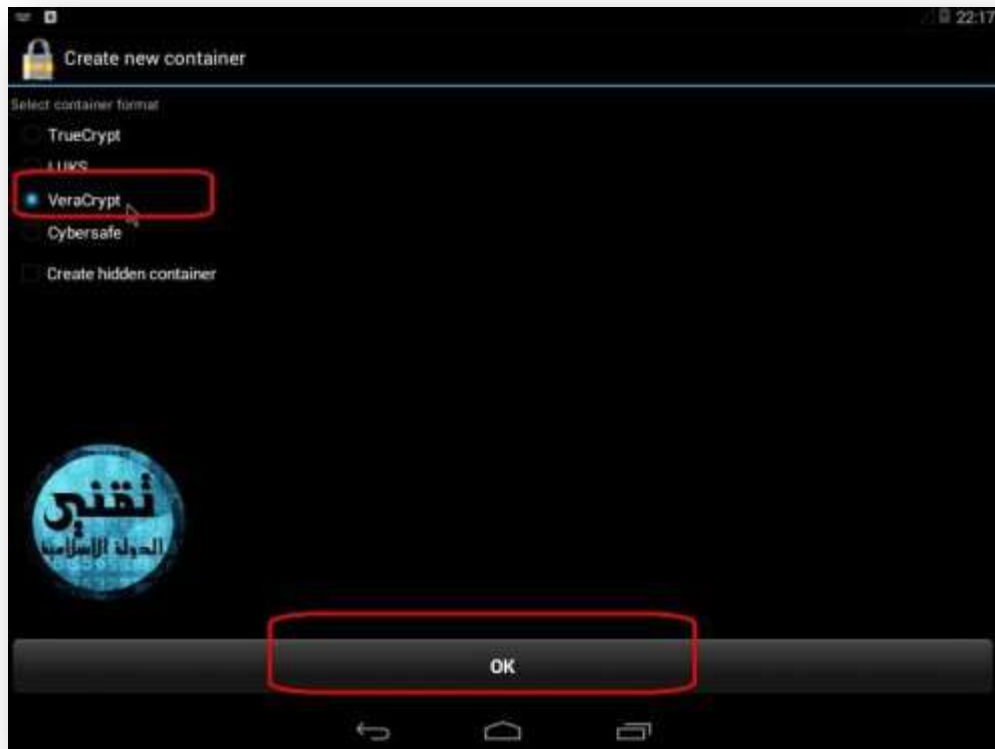 22:17
Create new container
Select container format
TrueCrypt
LUKS
VeraCrypt
Cybersafe
Create hidden container
تقني
الدولة الإسلامية
OK